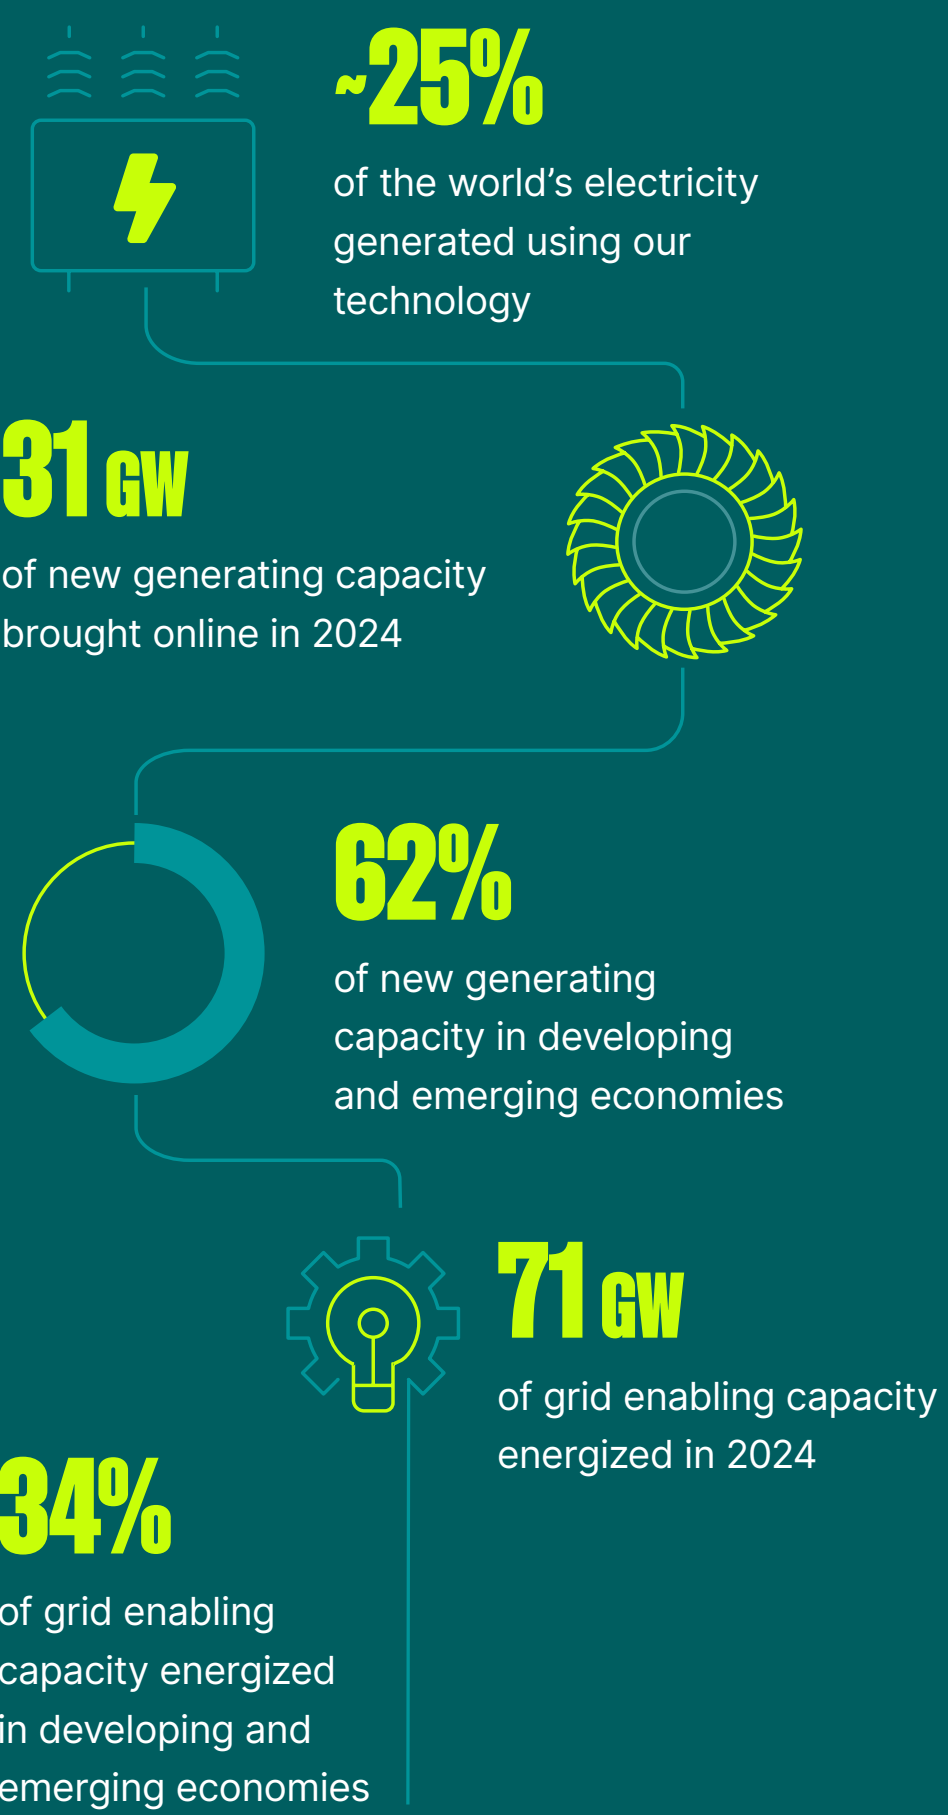 ~25%
of the world’s electricity
generated using our
technology
31 GW
of new generating capacity
brought online in 2024
62%
of new generating
capacity in developing
and emerging economies
71 GW
of grid enabling capacity
energized in 2024
34%
of grid enabling
capacity energized
in developing and
emerging economies